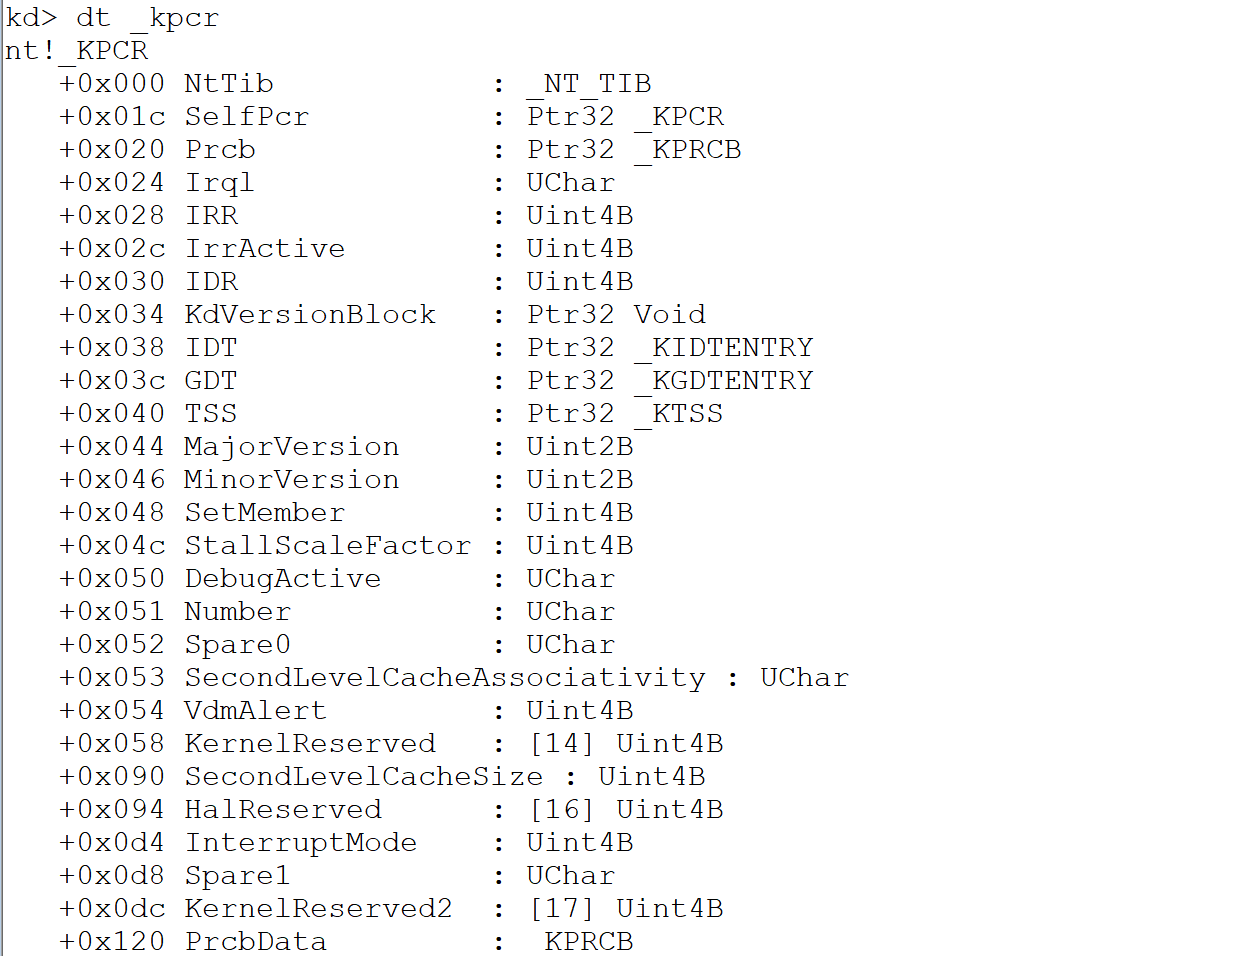 kd> dt _kpcr
nt!_KPCR
   +0x000 NtTib            : _NT_TIB
   +0x01c SelfPcr          : Ptr32 _KPCR
   +0x020 Prcb             : Ptr32 _KPRCB
   +0x024 Irql             : UChar
   +0x028 IRR              : Uint4B
   +0x02c IrrActive        : Uint4B
   +0x030 IDR              : Uint4B
   +0x034 KdVersionBlock   : Ptr32 Void
   +0x038 IDT              : Ptr32 _KIDTENTRY
   +0x03c GDT              : Ptr32 _KGDTENTRY
   +0x040 TSS              : Ptr32 _KTSS
   +0x044 MajorVersion     : Uint2B
   +0x046 MinorVersion     : Uint2B
   +0x048 SetMember        : Uint4B
   +0x04c StallScaleFactor : Uint4B
   +0x050 DebugActive      : UChar
   +0x051 Number           : UChar
   +0x052 Spare0           : UChar
   +0x053 SecondLevelCacheAssociativity : UChar
   +0x054 VdmAlert         : Uint4B
   +0x058 KernelReserved   : [14] Uint4B
   +0x090 SecondLevelCacheSize : Uint4B
   +0x094 HalReserved      : [16] Uint4B
   +0x0d4 InterruptMode    : Uint4B
   +0x0d8 Spare1           : UChar
   +0x0dc KernelReserved2  : [17] Uint4B
   +0x120 PrcbData         :  KPRCB